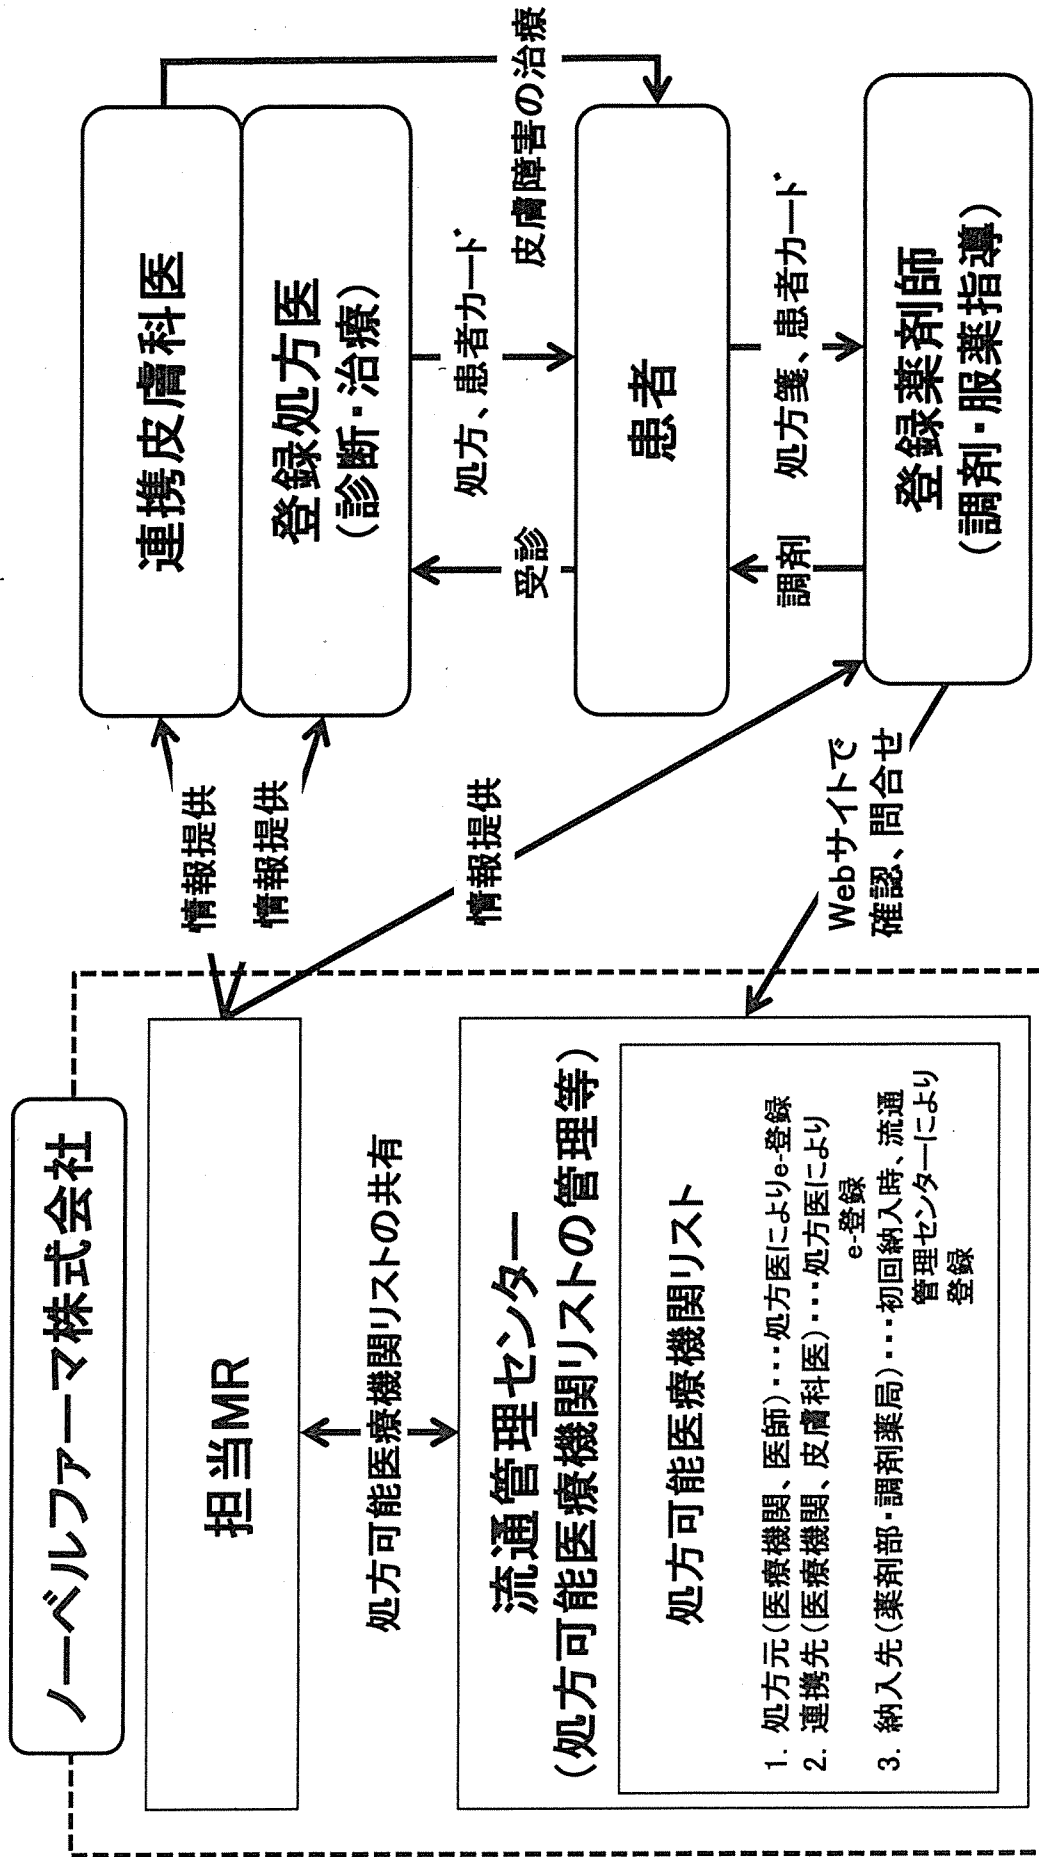 ノーベルファーマ株式会社
担当MR
処方可能医療機関リストの共有
流通管理センター
(処方可能医療機関リストの管理等)
処方可能医療機関リスト
1. 処方元(医療機関、医師)・・・処方医によりe-登録
2. 連携先(医療機関、皮膚科医)・・・処方医により
e-登録
3. 納入先(薬剤部・調剤薬局)・・・初回納入時、流通
管理センターにより
登録
情報提供
情報提供
情報提供
Webサイトで
確認、問合せ
連携皮膚科医
登録処方医
(診断・治療)
受診
処方、患者カード
皮膚障害の治療
患者
調剤
処方箋、患者カード
登録薬剤師
(調剤・服薬指導)